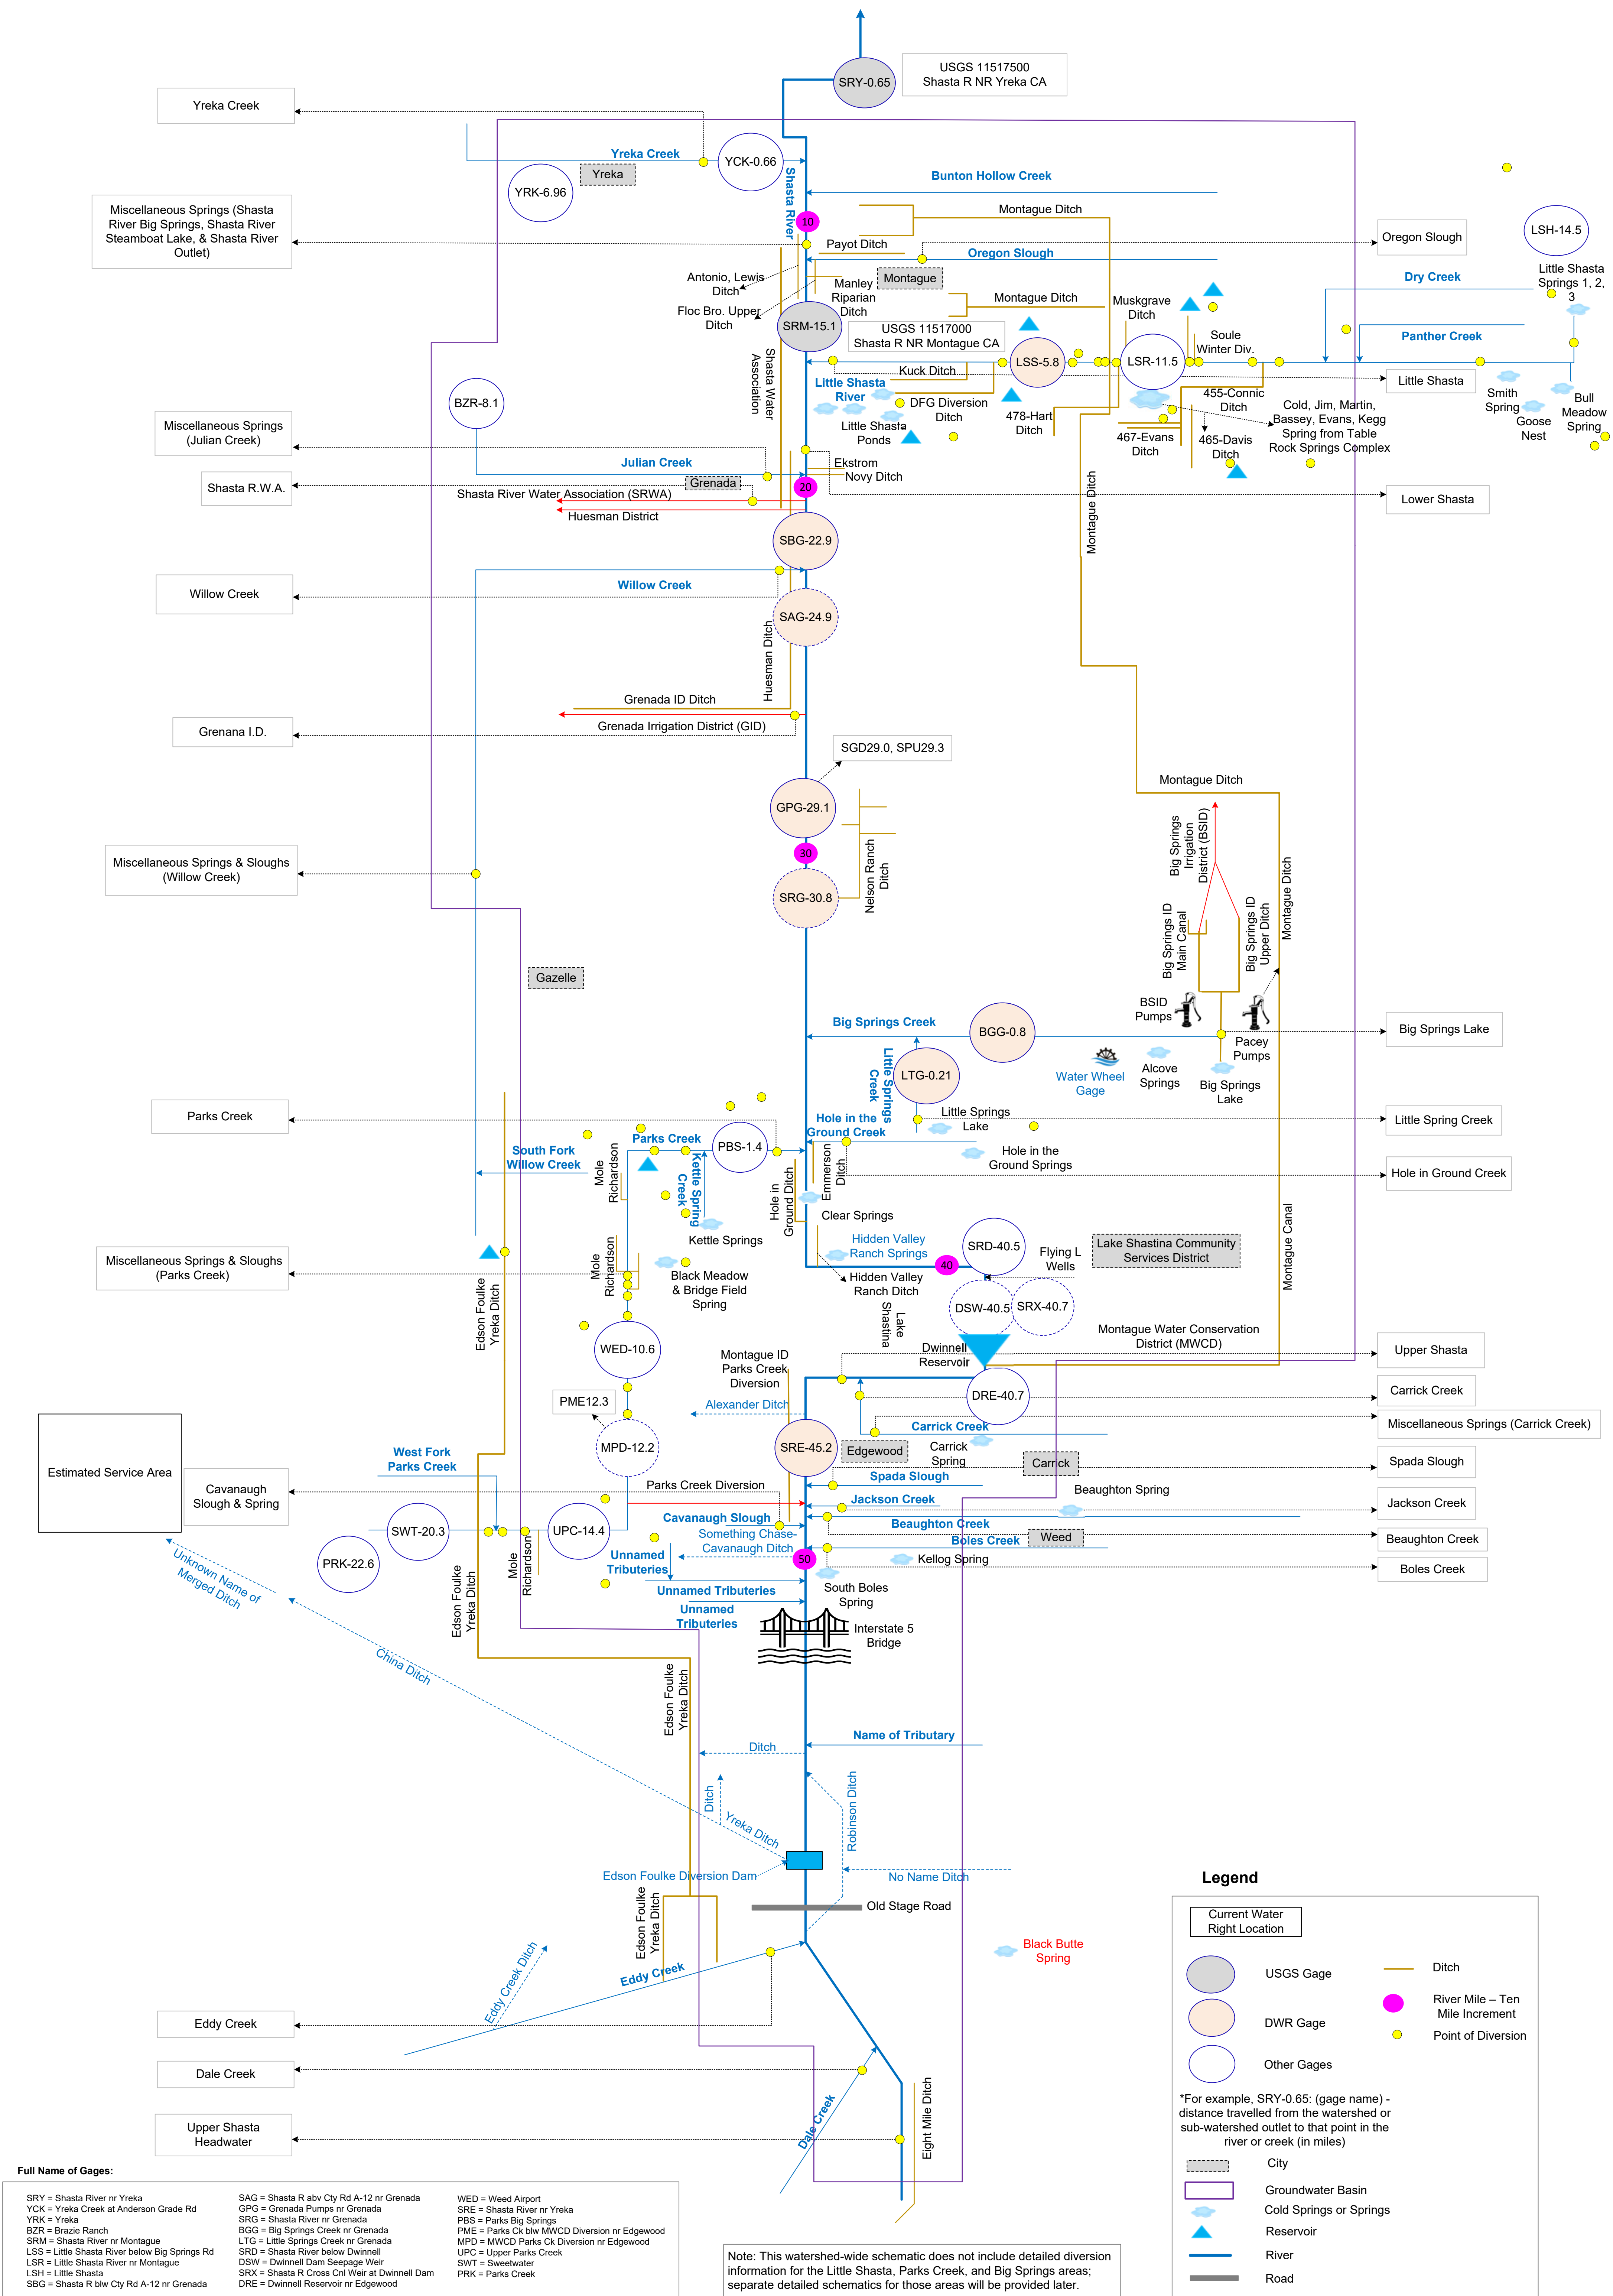 SRY-0.65
USGS 11517500
Shasta R NR Yreka CA
Yreka Creek
Yreka Creek
YCK-0.66
Yreka
YRK-6.96
Shasta River
Bunton Hollow Creek
Miscellaneous Springs (Shasta
River Big Springs, Shasta River
Steamboat Lake, & Shasta River
Outlet)
10
Montague Ditch
Payot Ditch
Oregon Slough
Oregon Slough
LSH-14.5
Antonio, Lewis
Ditch
Floc Bro. Upper
Ditch
Manley
Riparian
Ditch
Montague
Montague Ditch
Muskgrave
Ditch
Dry Creek
Little Shasta
Springs 1, 2,
3
SRM-15.1
USGS 11517000
Shasta R NR Montague CA
LSS-5.8
LSR-11.5
Soule
Winter Div.
Panther Creek
Shasta Water
Association
Kuck Ditch
Little Shasta
River
Little Shasta
BZR-8.1
DFG Diversion
Ditch
Little Shasta
Ponds
478-Hart
Ditch
455-Connic
Ditch
467-Evans
Ditch
465-Davis
Ditch
Cold, Jim, Martin,
Bassey, Evans, Kegg
Spring from Table
Rock Springs Complex
Smith
Spring
Goose
Nest
Bull
Meadow
Spring
Miscellaneous Springs
(Julian Creek)
Julian Creek
Ekstrom
Novy Ditch
Grenada
20
Shasta R.W.A.
Shasta River Water Association (SRWA)
Huesman District
Lower Shasta
Montague Ditch
SBG-22.9
Willow Creek
Willow Creek
SAG-24.9
Huesman Ditch
Grenada ID Ditch
Grenana I.D.
Grenada Irrigation District (GID)
SGD29.0, SPU29.3
Montague Ditch
GPG-29.1
30
Miscellaneous Springs & Sloughs
(Willow Creek)
SRG-30.8
Nelson Ranch
Ditch
Big Springs
Irrigation
District (BSID)
Montague Ditch
Big Springs ID
Main Canal
Big Springs ID
Upper Ditch
Gazelle
BSID
Pumps
Pacey
Pumps
Big Springs Creek
BGG-0.8
Big Springs Lake
Little Springs
Creek
LTG-0.21
Water Wheel
Gage
Alcove
Springs
Big Springs
Lake
Parks Creek
Little Springs
Lake
Little Spring Creek
Hole in the
Ground Creek
Parks Creek
PBS-1.4
South Fork
Willow Creek
Mole
Richardson
Kettle Spring
Creek
Hole in
Ground Ditch
Emmerson
Ditch
Hole in the
Ground Springs
Hole in Ground Creek
Clear Springs
Kettle Springs
Hidden Valley
Ranch Springs
SRD-40.5
Flying L
Wells
Lake Shastina Community
Services District
Miscellaneous Springs & Sloughs
(Parks Creek)
Mole
Richardson
Black Meadow
& Bridge Field
Spring
40
Hidden Valley
Ranch Ditch
Montague Canal
Edson Foulke
Yreka Ditch
Lake
Shastina
DSW-40.5
SRX-40.7
Montague Water Conservation
District (MWCD)
Dwinnell
Reservoir
Upper Shasta
WED-10.6
Montague ID
Parks Creek
Diversion
DRE-40.7
Carrick Creek
PME12.3
Alexander Ditch
Carrick Creek
Miscellaneous Springs (Carrick Creek)
MPD-12.2
SRE-45.2
Edgewood
Carrick
Spring
Carrick
Spada Slough
West Fork
Parks Creek
Estimated Service Area
Cavanaugh
Slough & Spring
Parks Creek Diversion
Spada Slough
Beaughton Spring
Jackson Creek
Jackson Creek
Cavanaugh Slough
Beaughton Creek
Beaughton Creek
SWT-20.3
UPC-14.4
Something Chase-
Cavanaugh Ditch
Boles Creek
Weed
PRK-22.6
Mole
Richardson
Unnamed
Tributeries
50
Kellog Spring
Boles Creek
Unknown Name of
Merged Ditch
Edson Foulke
Yreka Ditch
Unnamed Tributeries
South Boles
Spring
Unnamed
Tributeries
Interstate 5
Bridge
China Ditch
Edson Foulke
Yreka Ditch
Name of Tributary
Ditch
Ditch
Yreka Ditch
Robinson Ditch
Edson Foulke Diversion Dam
No Name Ditch
Edson Foulke
Yreka Ditch
Old Stage Road
Black Butte
Spring
Eddy Creek Ditch
Eddy Creek
Eddy Creek
Dale Creek
Dale Creek
Eight Mile Ditch
Upper Shasta
Headwater
Legend
Current Water
Right Location
USGS Gage
Ditch
River Mile – Ten
Mile Increment
DWR Gage
Point of Diversion
Other Gages
*For example, SRY-0.65: (gage name) -
distance travelled from the watershed or
sub-watershed outlet to that point in the
river or creek (in miles)
City
Groundwater Basin
Cold Springs or Springs
Reservoir
River
Road
Full Name of Gages:
SRY = Shasta River nr Yreka
YCK = Yreka Creek at Anderson Grade Rd
YRK = Yreka
BZR = Brazie Ranch
SRM = Shasta River nr Montague
LSS = Little Shasta River below Big Springs Rd
LSR = Little Shasta River nr Montague
LSH = Little Shasta
SBG = Shasta R blw Cty Rd A-12 nr Grenada
SAG = Shasta R abv Cty Rd A-12 nr Grenada
GPG = Grenada Pumps nr Grenada
SRG = Shasta River nr Grenada
BGG = Big Springs Creek nr Grenada
LTG = Little Springs Creek nr Grenada
SRD = Shasta River below Dwinnell
DSW = Dwinnell Dam Seepage Weir
SRX = Shasta R Cross Cnl Weir at Dwinnell Dam
DRE = Dwinnell Reservoir nr Edgewood
WED = Weed Airport
SRE = Shasta River nr Yreka
PBS = Parks Big Springs
PME = Parks Ck blw MWCD Diversion nr Edgewood
MPD = MWCD Parks Ck Diversion nr Edgewood
UPC = Upper Parks Creek
SWT = Sweetwater
PRK = Parks Creek
Note: This watershed-wide schematic does not include detailed diversion
information for the Little Shasta, Parks Creek, and Big Springs areas;
separate detailed schematics for those areas will be provided later.